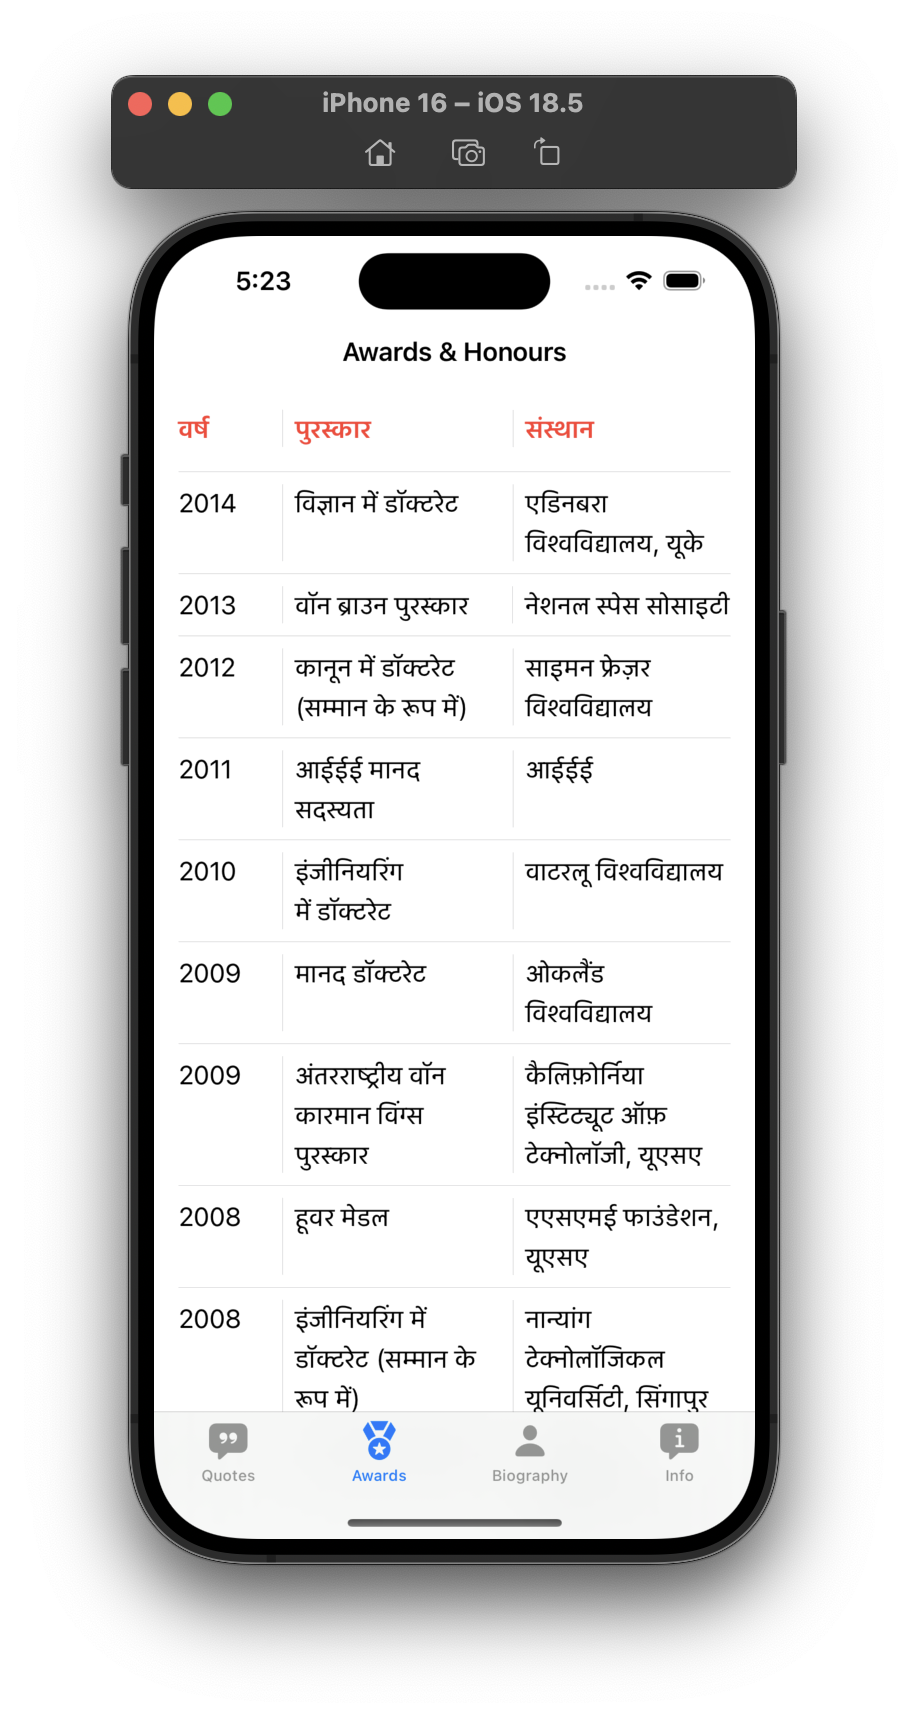 iPhone 16 – iOS 18.5
5:23
Awards & Honours
वर्ष पुरस्कार संस्थान
2014 विज्ञान में डॉक्टरेट एडिनबरा
विश्वविद्यालय, यूके
2013 वॉन ब्राउन पुरस्कार नेशनल स्पेस सोसाइटी
2012 कानून में डॉक्टरेट साइमन फ्रेज़र
(सम्मान के रूप में) विश्वविद्यालय
2011 आईईईई मानद आईईईई
सदस्यता
2010 इंजीनियरिंग वाटरलू विश्वविद्यालय
में डॉक्टरेट
2009 मानद डॉक्टरेट ओकलैंड
विश्वविद्यालय
2009 अंतरराष्ट्रीय वॉन कैलिफ़ोर्निया
कारमान विंग्स इंस्टिट्यूट ऑफ़
पुरस्कार टेक्नोलॉजी, यूएसए
2008 हूवर मेडल एएसएमई फाउंडेशन,
यूएसए
2008 इंजीनियरिंग में नान्यांग
डॉक्टरेट (सम्मान के टेक्नोलॉजिकल
रूप में) यूनिवर्सिटी, सिंगापुर
Quotes Awards Biography Info